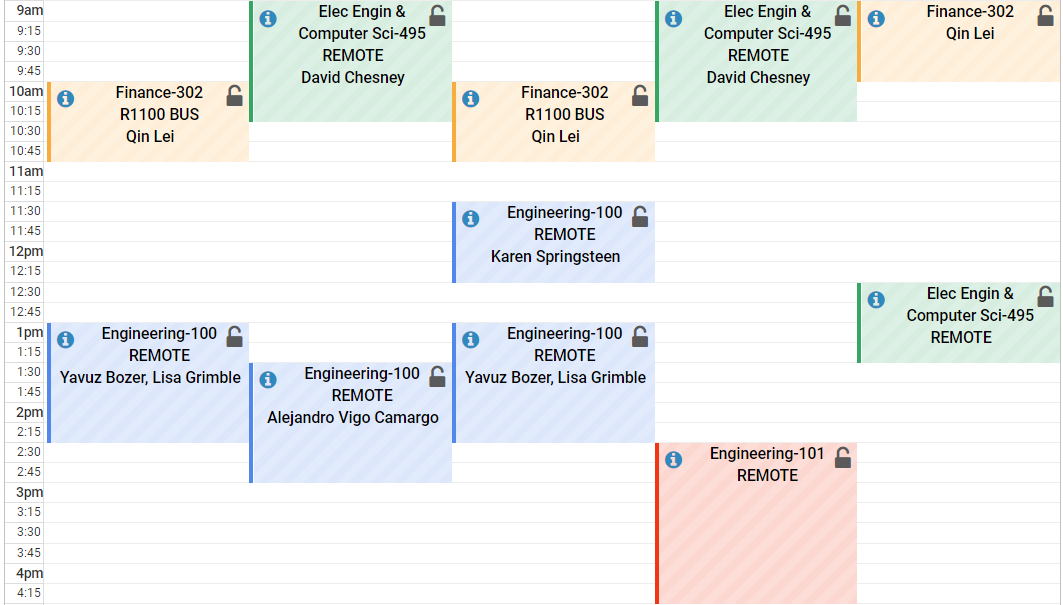 9am
9:15
9:30
9:45
10am
10:15
10:30
10:45
11am
11:15
11:30
11:45
12pm
12:15
12:30
12:45
1pm
1:15
1:30
1:45
2pm
2:15
2:30
2:45
3pm
3:15
3:30
3:45
4pm
4:15
Finance-302
R1100 BUS
Qin Lei
Engineering-100
REMOTE
Yavuz Bozer, Lisa Grimble
Elec Engin &
Computer Sci-495
REMOTE
David Chesney
Engineering-100
REMOTE
Alejandro Vigo Camargo
Finance-302
R1100 BUS
Qin Lei
Engineering-100
REMOTE
Karen Springsteen
Engineering-100
REMOTE
Yavuz Bozer, Lisa Grimble
Elec Engin &
Computer Sci-495
REMOTE
David Chesney
Engineering-101
REMOTE
Finance-302
Qin Lei
Elec Engin &
Computer Sci-495
REMOTE